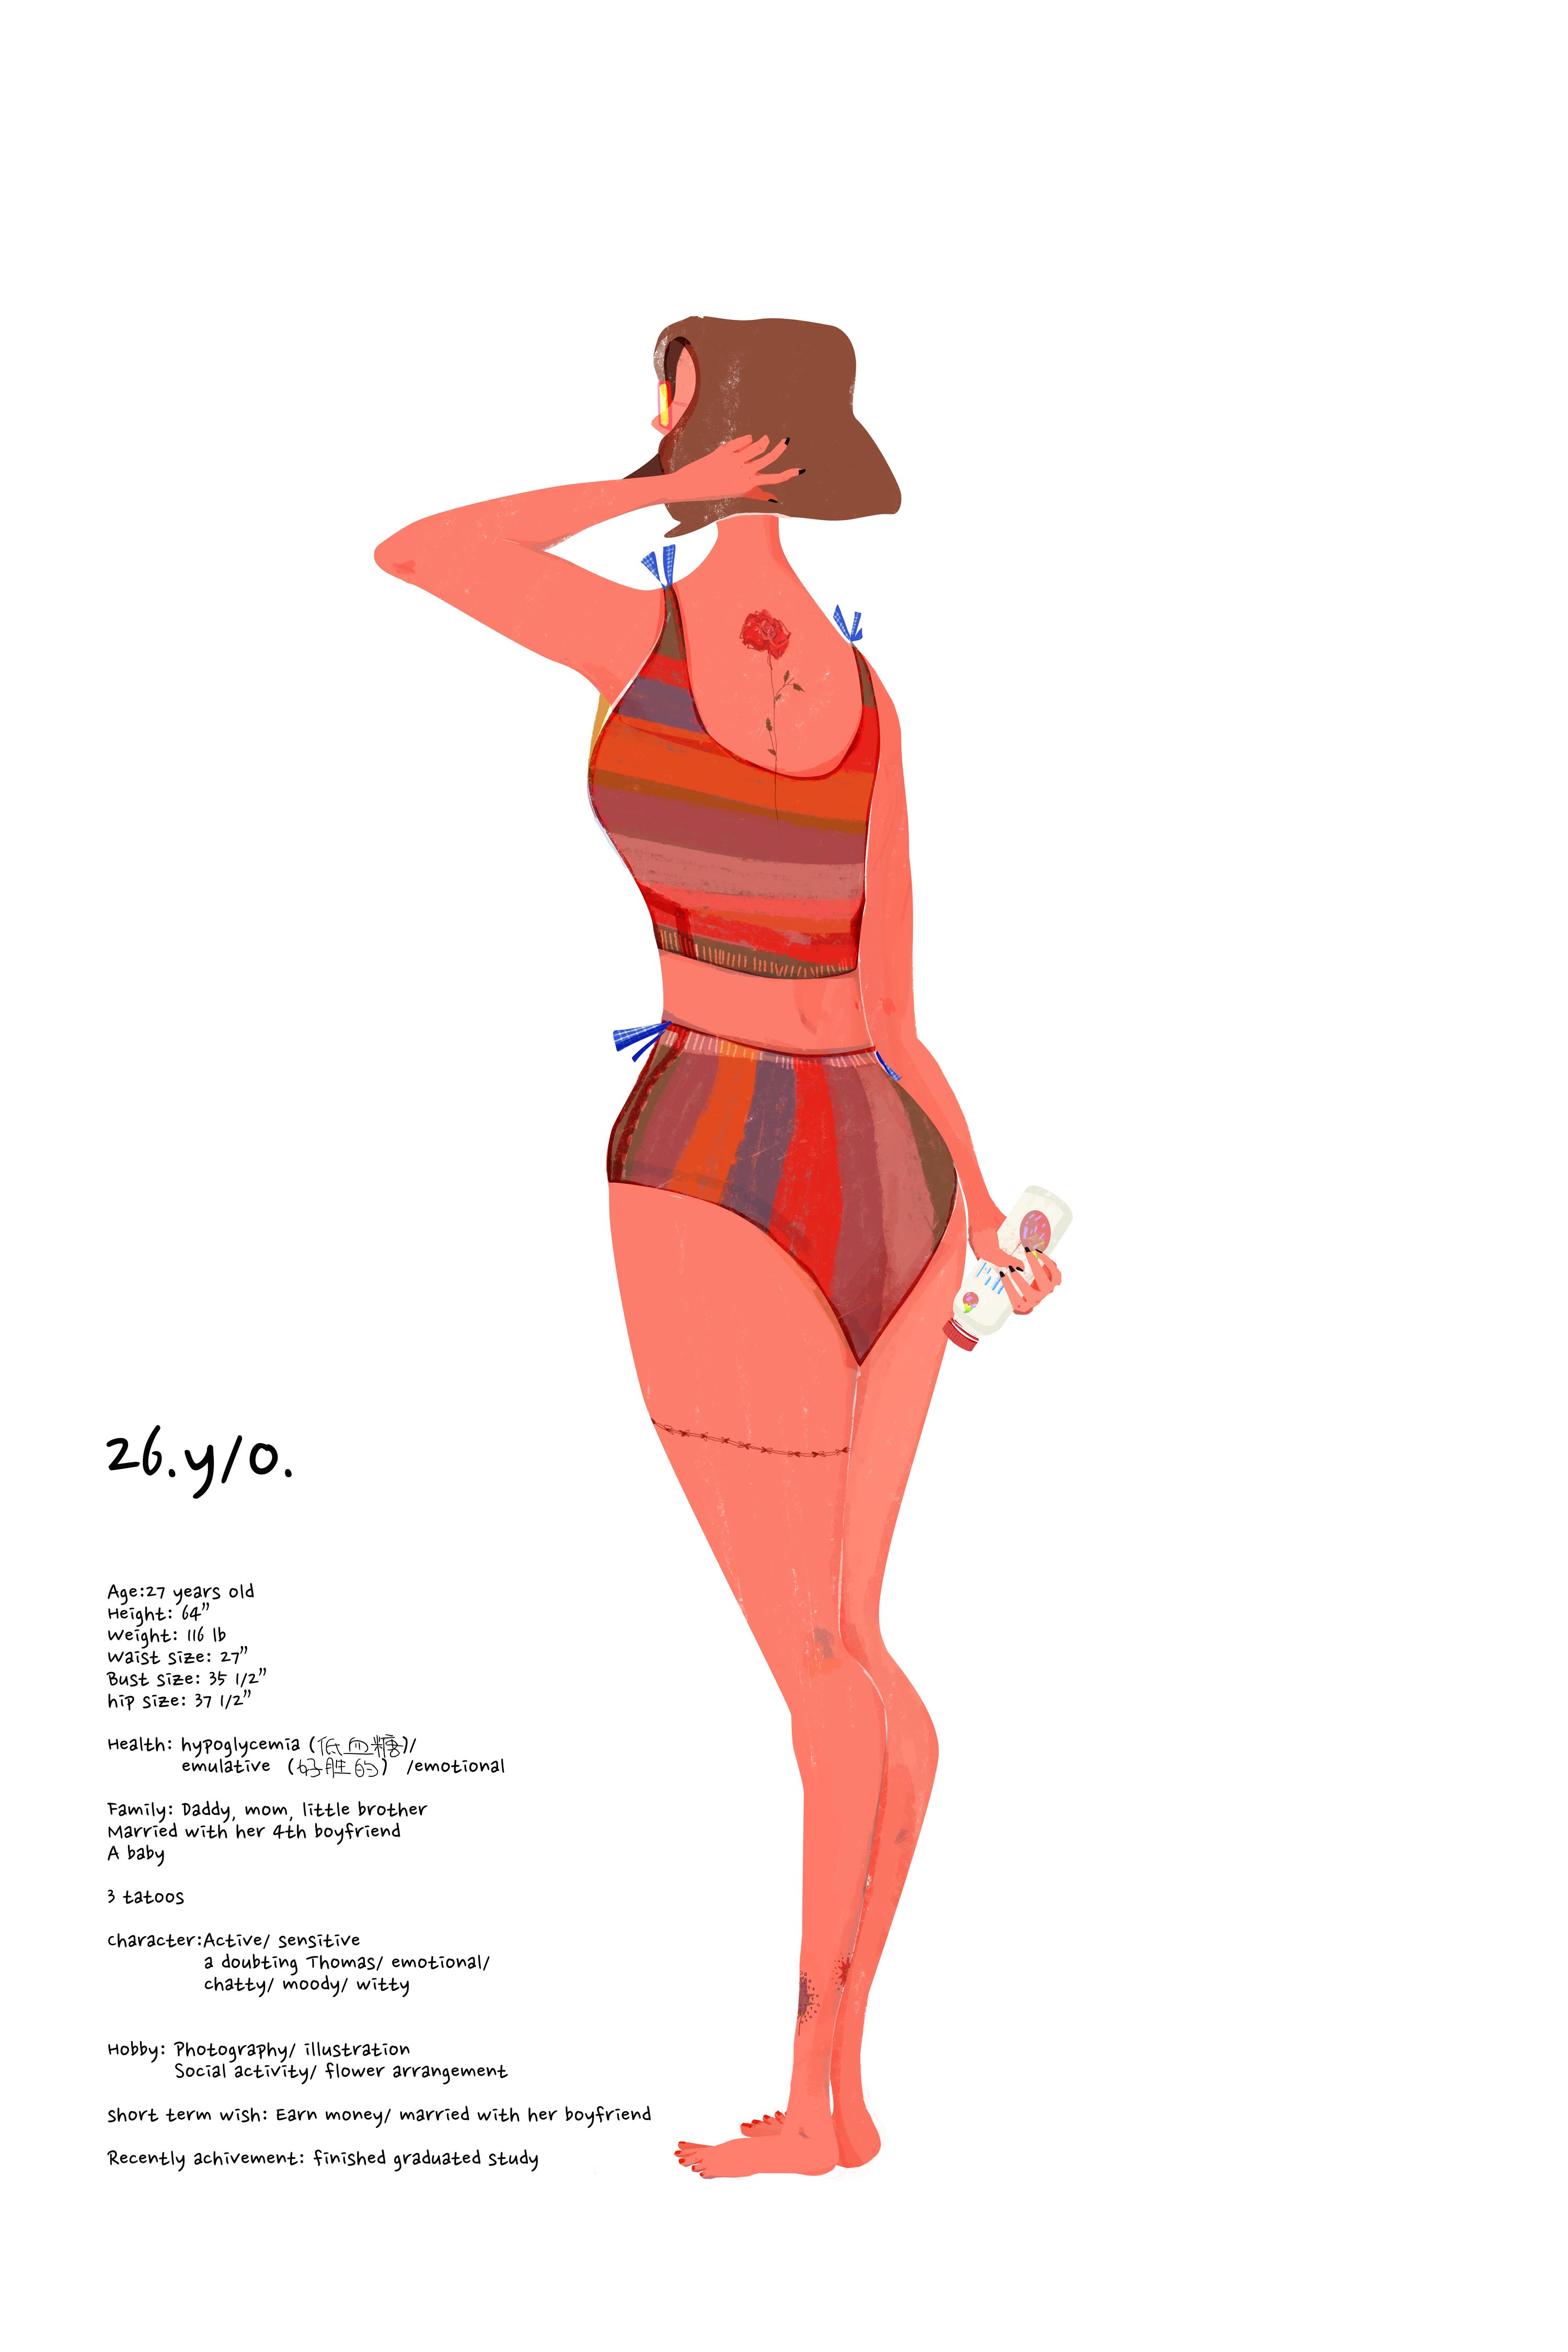 26.y/o.
Age:27 years old
Height: 64”
Weight: 116 lb
Waist size: 27”
Bust size: 35 1/2”
hip size: 37 1/2”
Health: hypoglycemia (低血糖)/
emulative (好胜的) /emotional
Family: Daddy, mom, little brother
Married with her 4th boyfriend
A baby
3 tatoos
Character:Active/ sensitive
a doubting Thomas/ emotional/
chatty/ moody/ witty
Hobby: Photography/ illustration
Social activity/ flower arrangement
Short term wish: Earn money/ married with her boyfriend
Recently achivement: finished graduated study